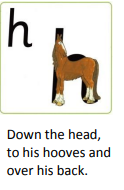 h
Down the head,
to his hooves and
over his back.